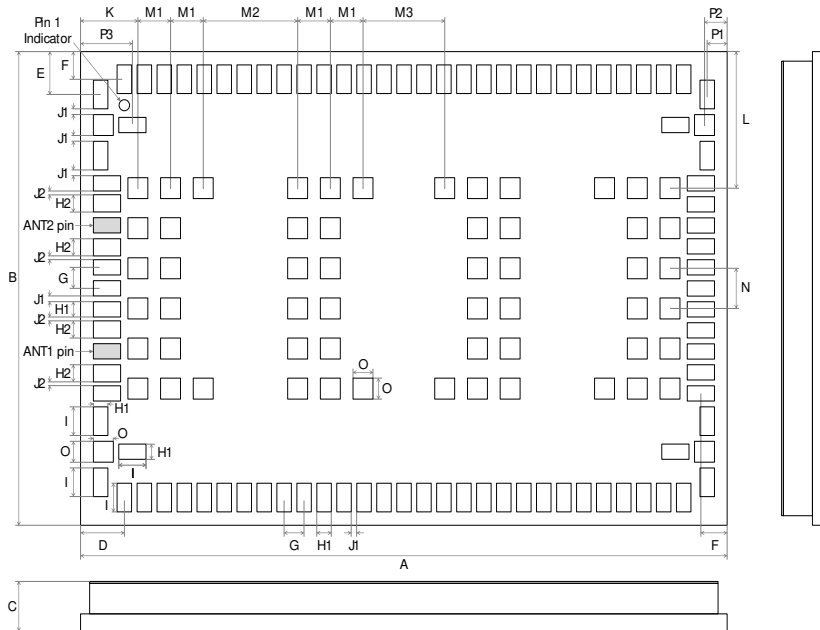 K M1 M1 M2 M1 M1 M3 P2
Pin 1
Indicator
P3 P1
F
E
J1
J1
L
J1
J2
H2
ANT2 pin
H2
J2
B
G
N
J1
H1
J2
H2
ANT1 pin
O
O
H2
J2
H1
I
O
O
H1
I
I
I
D G H1 J1 F
A
C